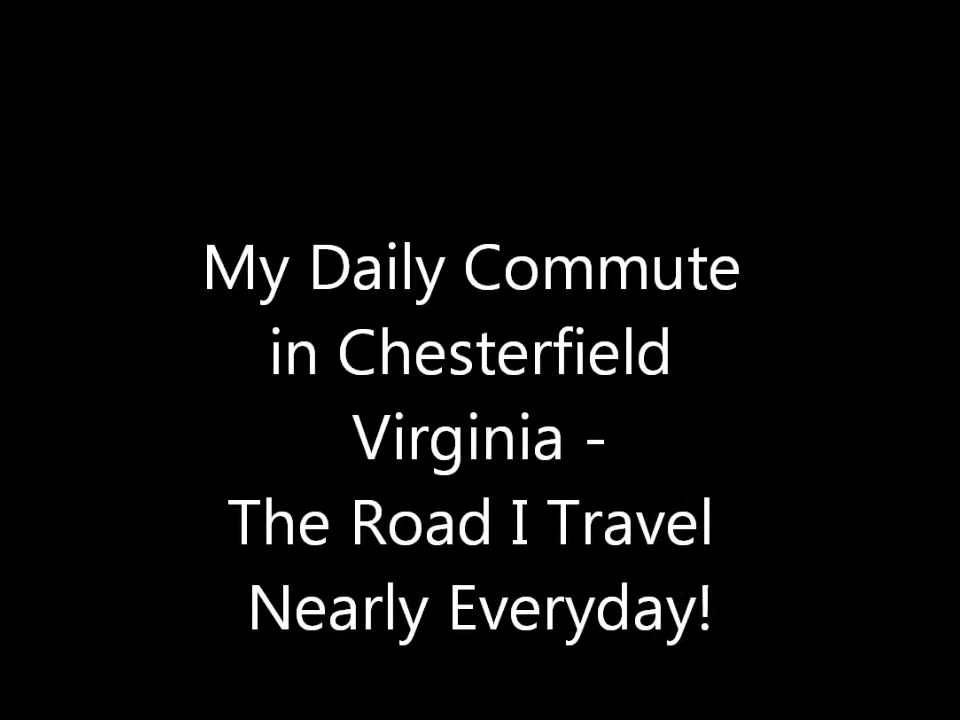 My Daily Commute
in Chesterfield
Virginia -
The Road I Travel
Nearly Everyday!